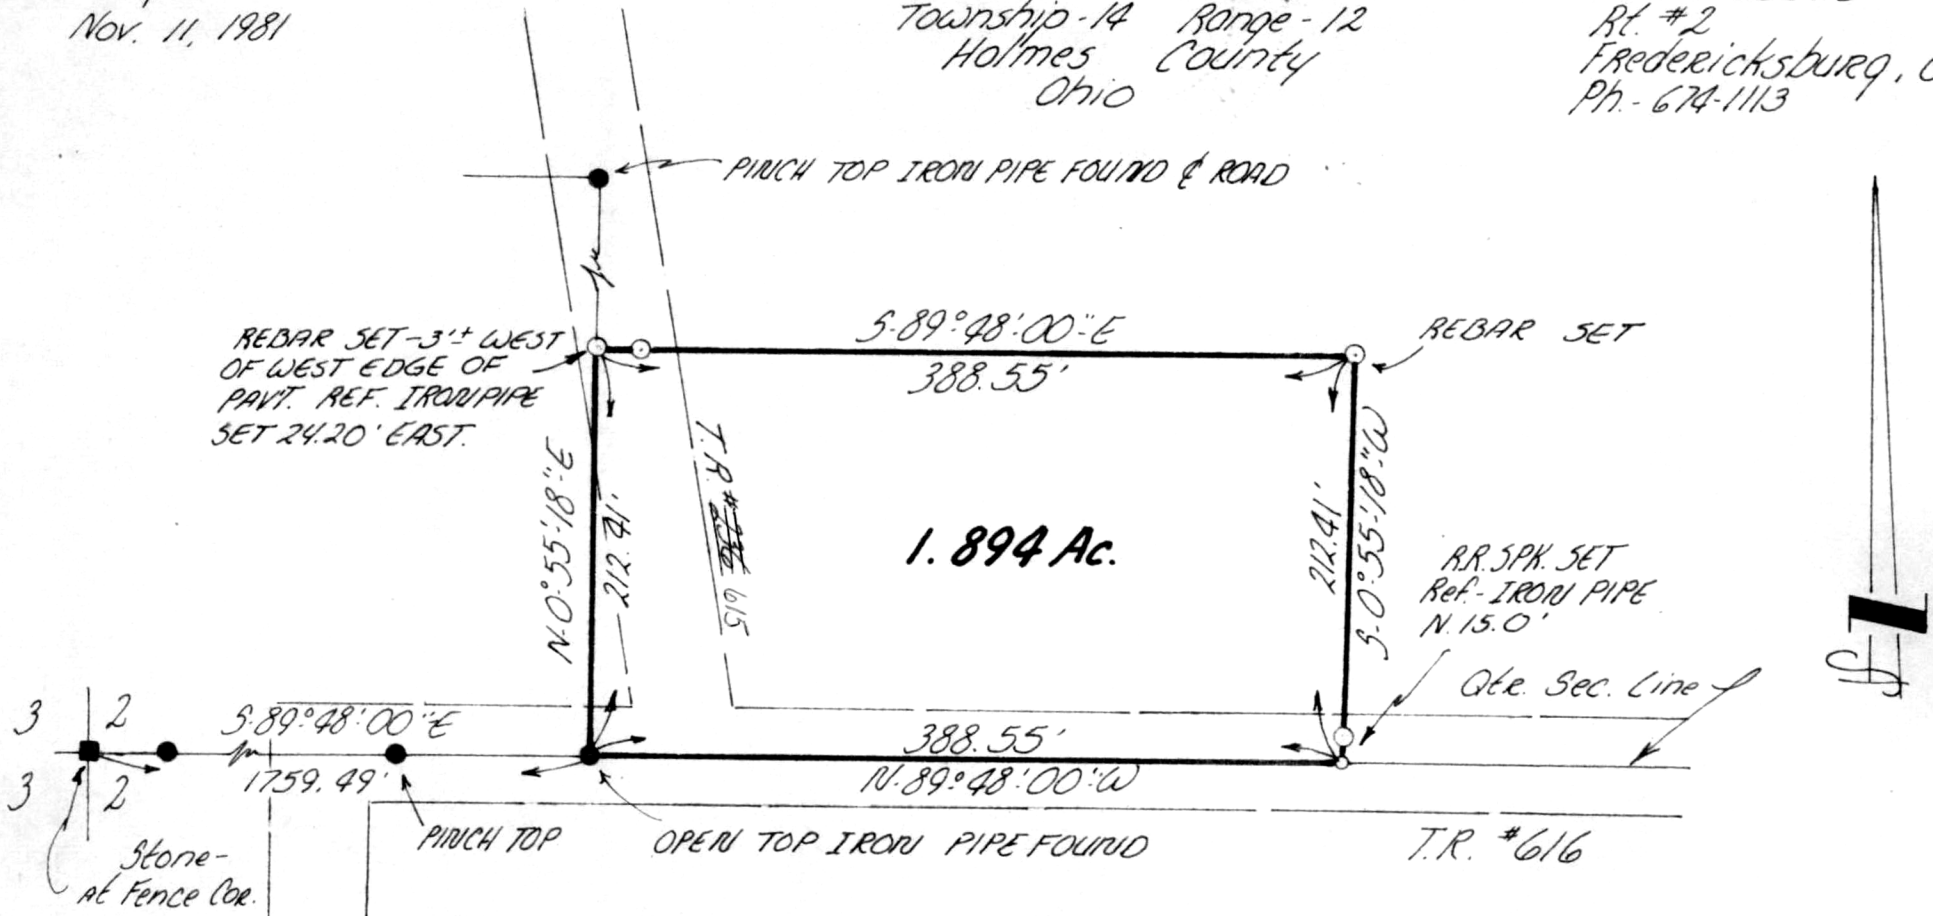 Nov. 11, 1981
Township-14 Range-12
Holmes County
Ohio
Rt. #2
Fredericksburg,
Ph.- 674-1113
PINCH TOP IRON PIPE FOUND ₵ ROAD
REBAR SET-3'± WEST
OF WEST EDGE OF
PAV'T. REF. IRON PIPE
SET 24.20' EAST.
S-89°-48'-00"-E
388.55'
REBAR SET
N-0°-55'-18"-E
212.41'
T.R. #336 615
1.894 Ac.
212.41'
S-0°-55'-18"-W
R.R. SPK. SET
Ref.- IRON PIPE
N. 15.0'
Qtr. Sec. Line
3 2
S-89°-48'-00"-E
388.55'
3 2
1759.49'
N-89°-48'-00"-W
Stone-
At Fence Cor.
PINCH TOP
OPEN TOP IRON PIPE FOUND
T.R. #616